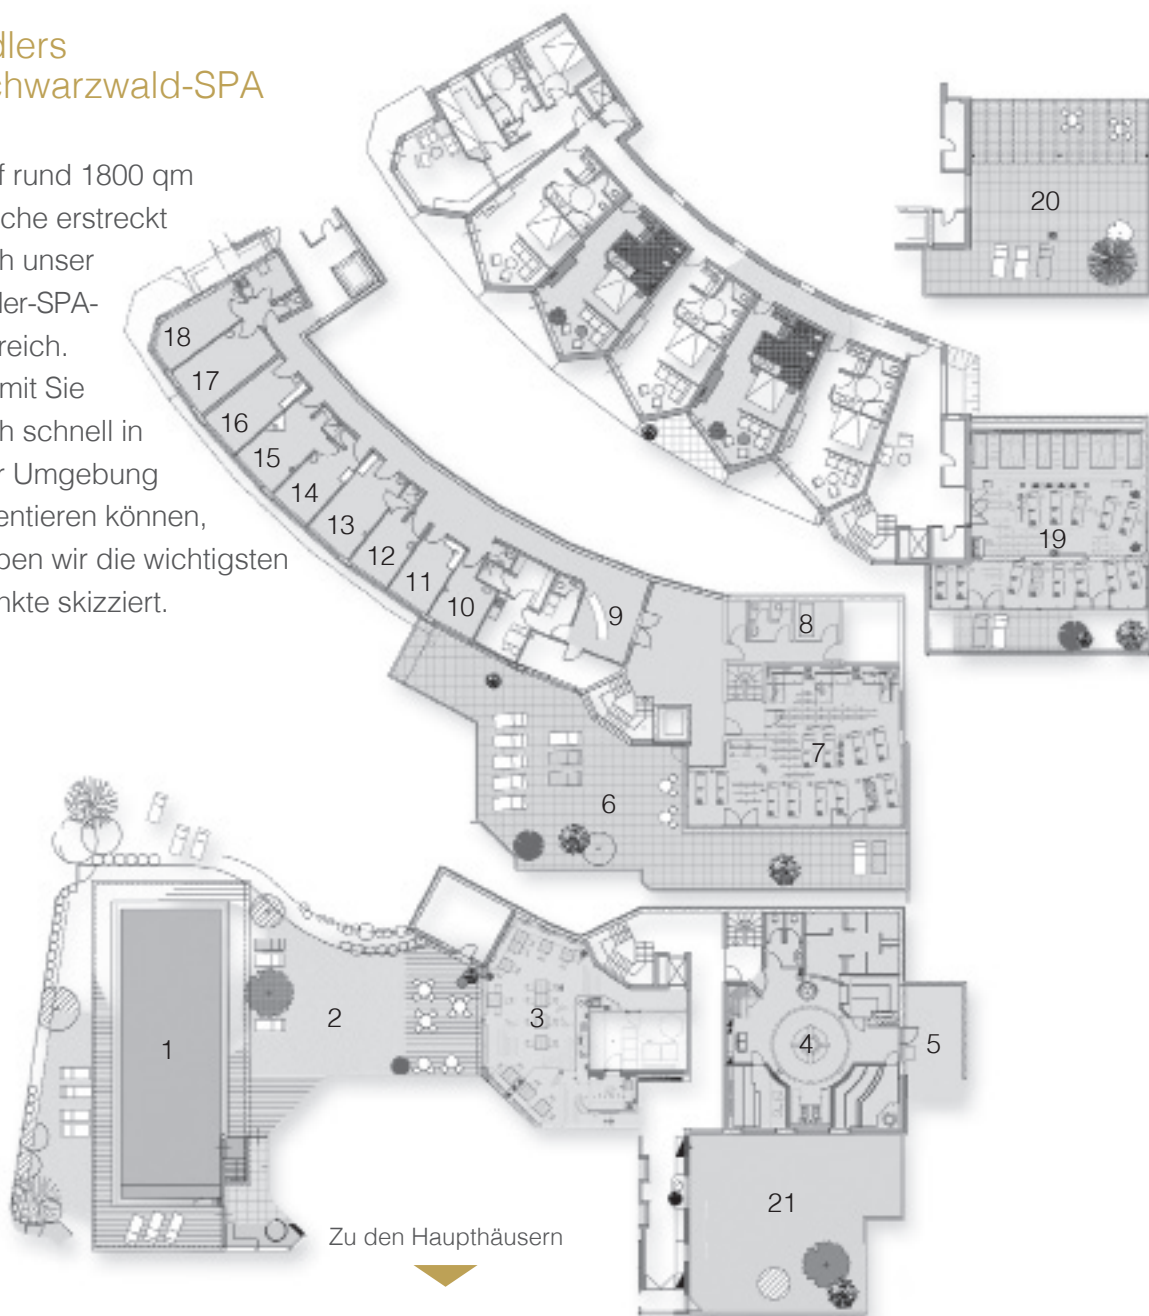 dlers
chwarzwald-SPA
f rund 1800 qm
che erstreckt
h unser
ler-SPA-
reich.
mit Sie
h schnell in
r Umgebung
entieren können,
ben wir die wichtigsten
nkte skizziert.
20
18
17
16
15
14
13
12
11
10
9
8
19
7
6
1
2
3
4
5
21
Zu den Haupthäusern